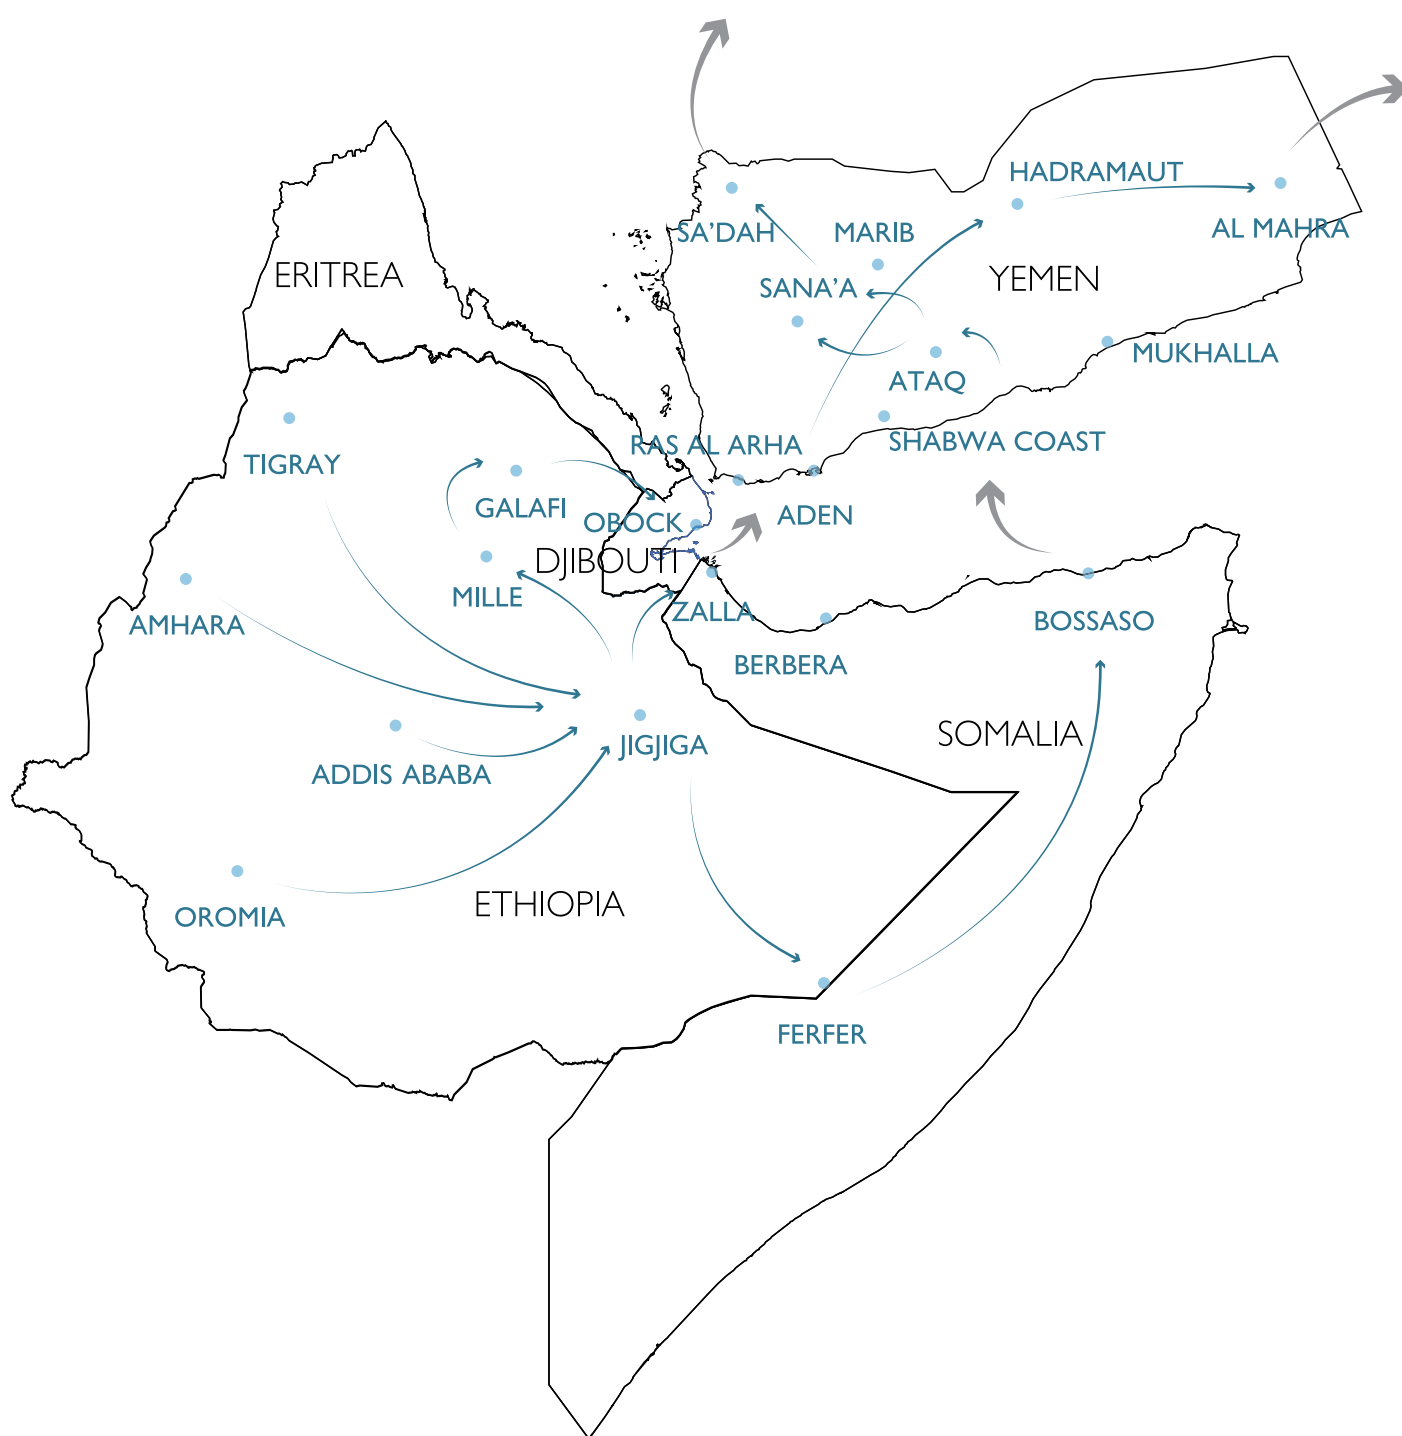 HADRAMAUT
SA'DAH
MARIB
AL MAHRA
ERITREA
SANA'A
YEMEN
MUKHALLA
ATAQ
RAS AL ARHA
SHABWA COAST
TIGRAY
GALAFI
OBOCK
ADEN
DJIBOUTI
MILLE
ZALLA
AMHARA
BOSSASO
BERBERA
SOMALIA
JIGJIGA
ADDIS ABABA
ETHIOPIA
OROMIA
FERFER